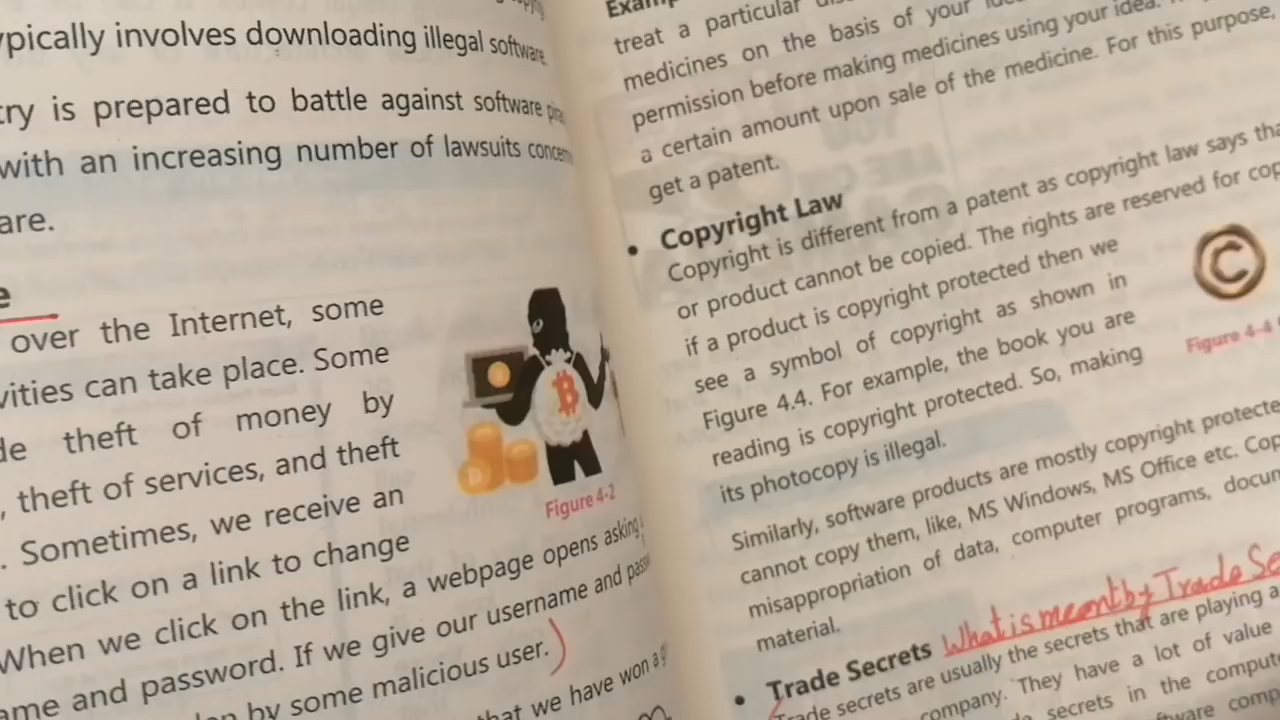 ypically involves downloading illegal software
try is prepared to battle against software
with an increasing number of lawsuits
are.
e
over the Internet, some
vities can take place. Some
de theft of money by
, theft of services, and theft
. Sometimes, we receive an
to click on a link to change
When we click on the link, a webpage opens asking
ame and password. If we give our username and
by some malicious user.
that we have won a
Figure 4-2
treat a particular
medicines on the basis of your
permission before making medicines using your idea.
a certain amount upon sale of the medicine. For this purpose,
get a patent.
• Copyright Law
Copyright is different from a patent as copyright law says
or product cannot be copied. The rights are reserved for
if a product is copyright protected then we
see a symbol of copyright as shown in
Figure 4.4. For example, the book you are
reading is copyright protected. So, making
its photocopy is illegal.
©
Figure 4-4
Similarly, software products are mostly copyright
cannot copy them, like, MS Windows, MS Office etc.
misappropriation of data, computer programs,
material.
• Trade Secrets What is meant by Trade
Trade secrets are usually the secrets that are playing a
company. They have a lot of value
secrets in the